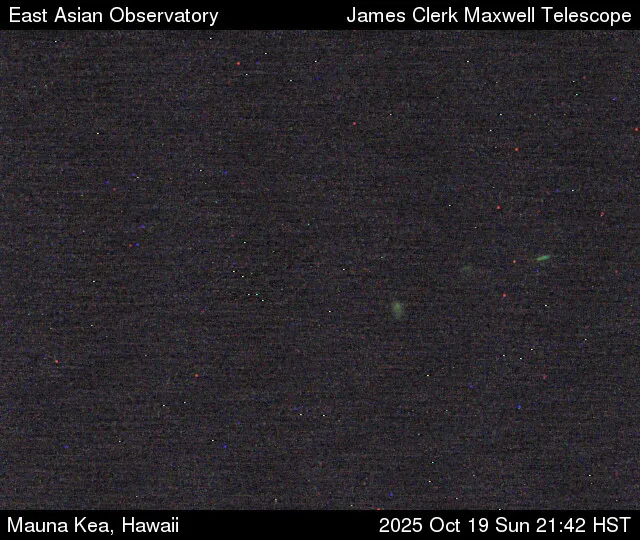 East Asian Observatory
James Clerk Maxwell Telescope
Mauna Kea, Hawaii
2025 Oct 19 Sun 21:42 HST